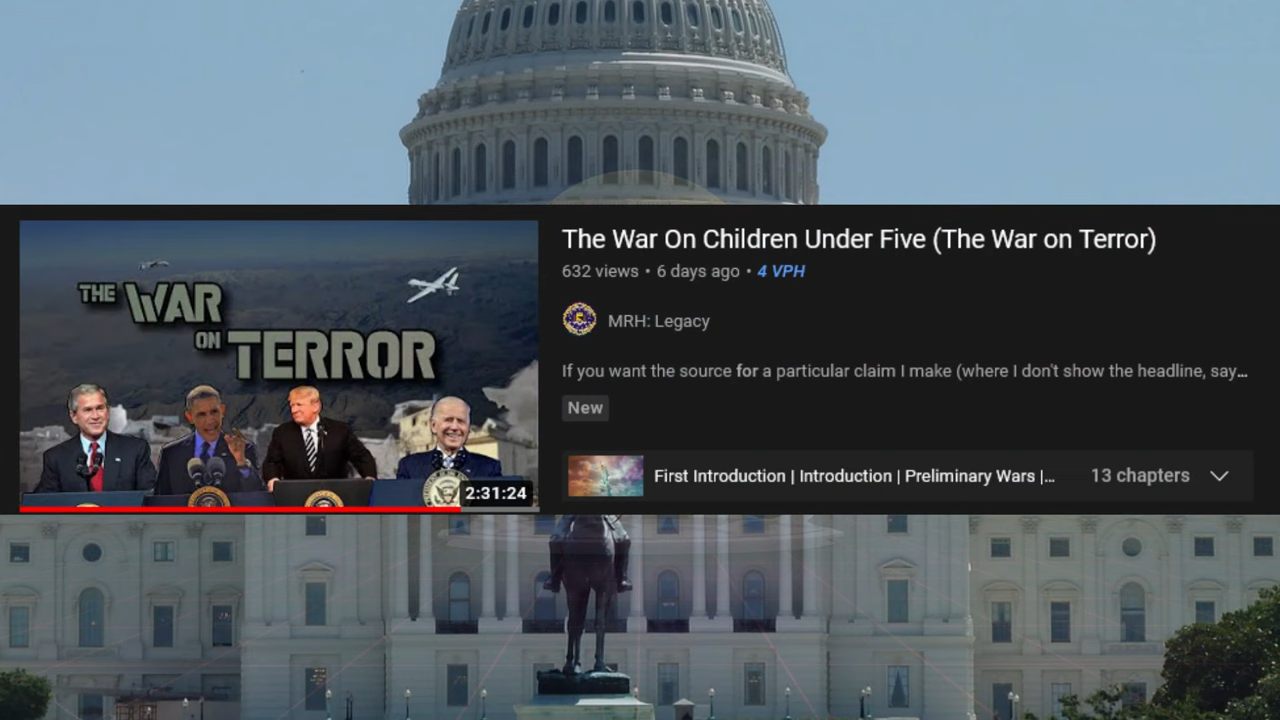 THE WAR
ON TERROR
2:31:24
The War On Children Under Five (The War on Terror)
632 views • 6 days ago • 4 VPH
MRH: Legacy
If you want the source for a particular claim I make (where I don't show the headline, say...
New
First Introduction | Introduction | Preliminary Wars |...
13 chapters